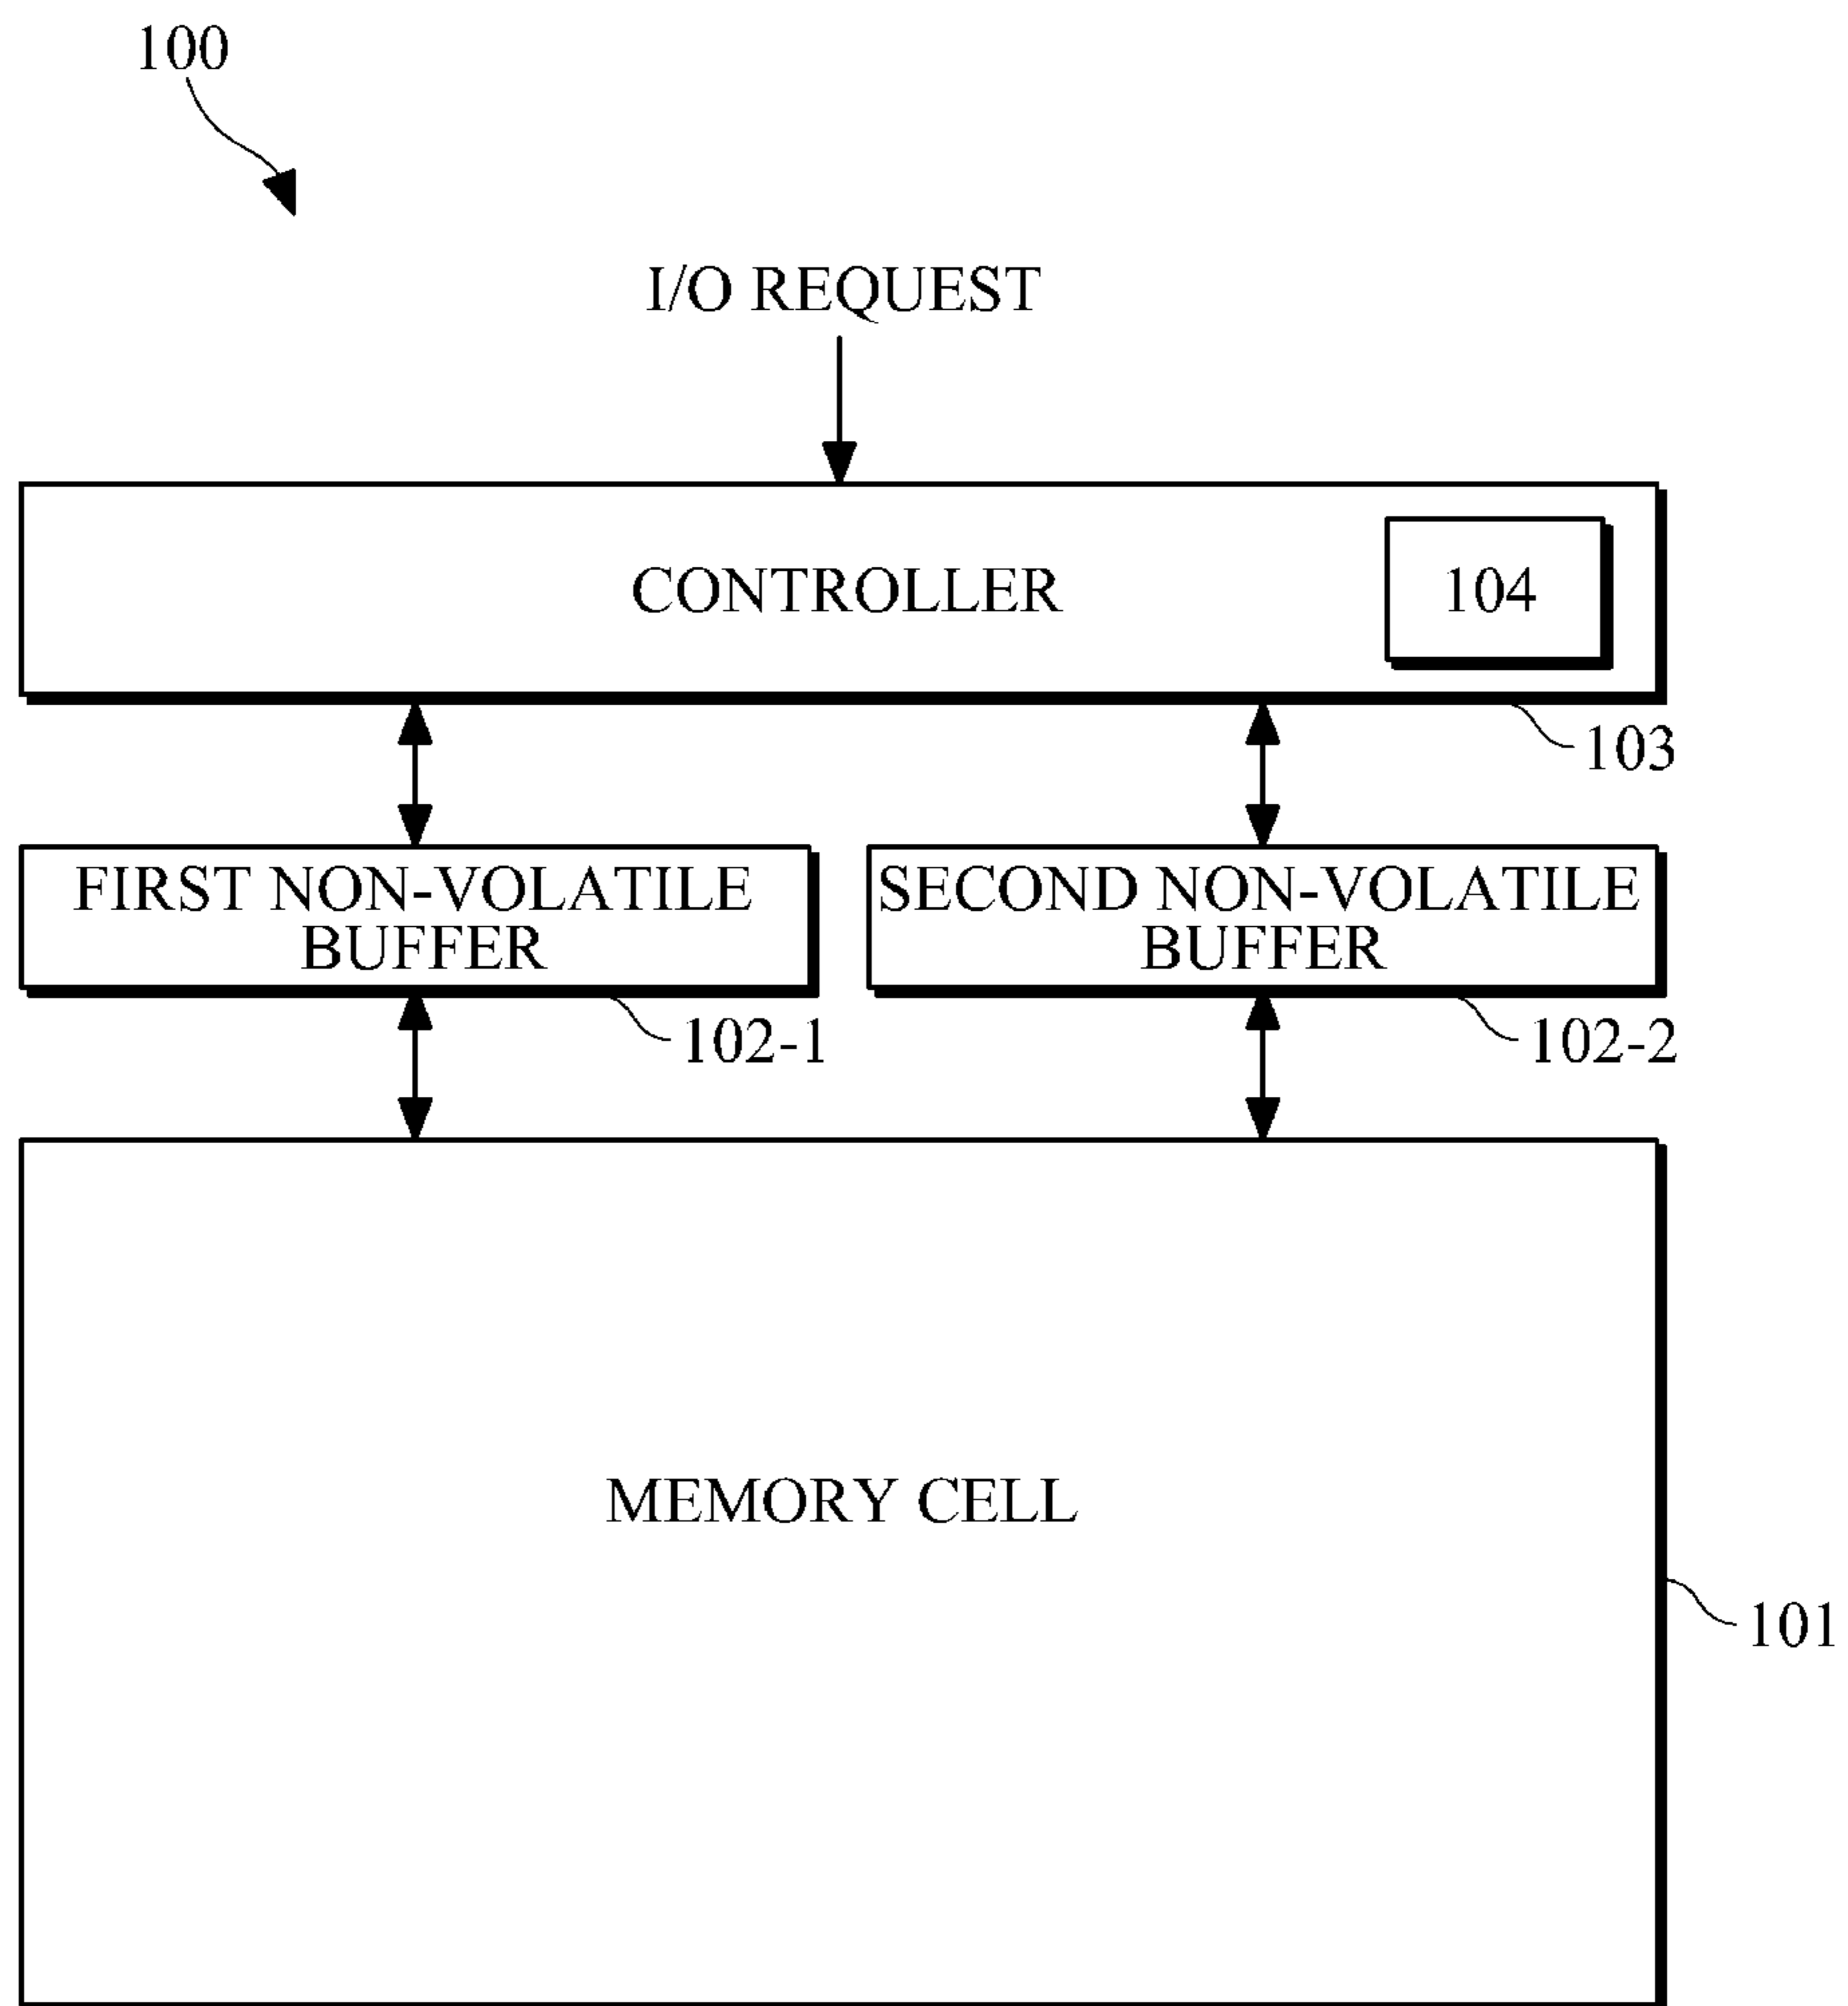 100
I/O REQUEST
CONTROLLER
104
103
FIRST NON-VOLATILE
BUFFER
SECOND NON-VOLATILE
BUFFER
102-1
102-2
MEMORY CELL
101